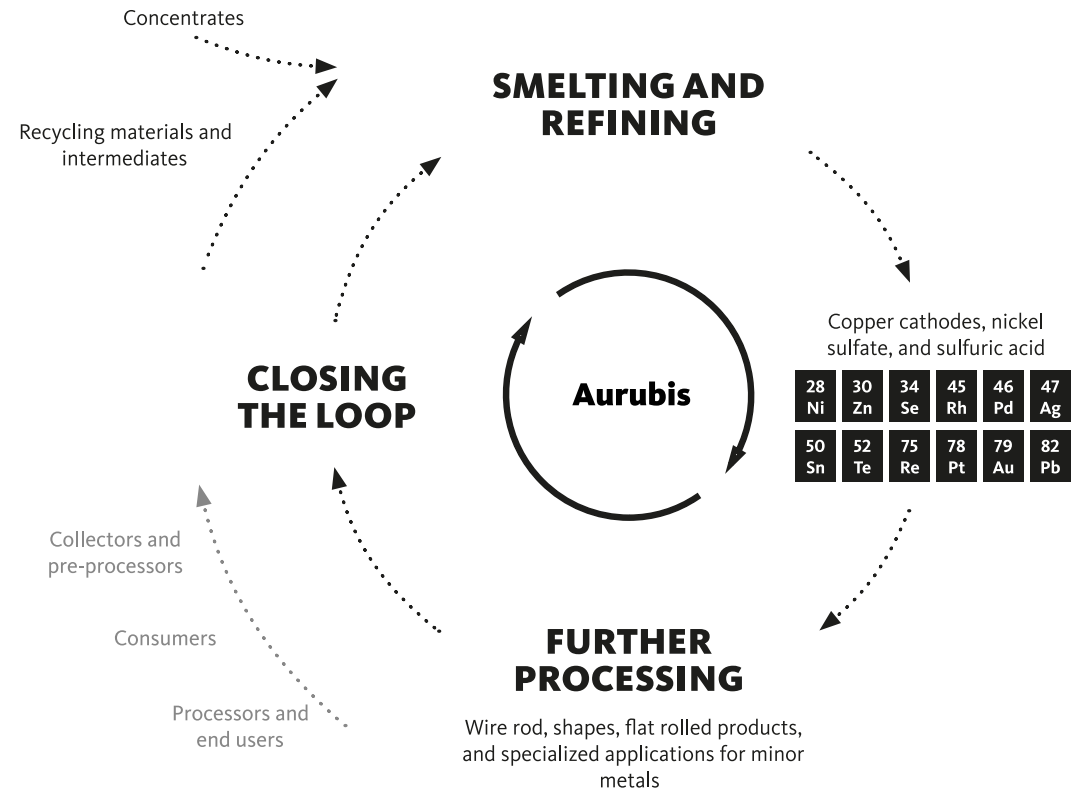 Concentrates
Recycling materials and
intermediates
SMELTING AND
REFINING
Copper cathodes, nickel
sulfate, and sulfuric acid
28 30 34 45 46 47
Ni Zn Se Rh Pd Ag
50 52 75 78 79 82
Sn Te Re Pt Au Pb
Aurubis
CLOSING
THE LOOP
Collectors and
pre-processors
Consumers
Processors and
end users
FURTHER
PROCESSING
Wire rod, shapes, flat rolled products,
and specialized applications for minor
metals